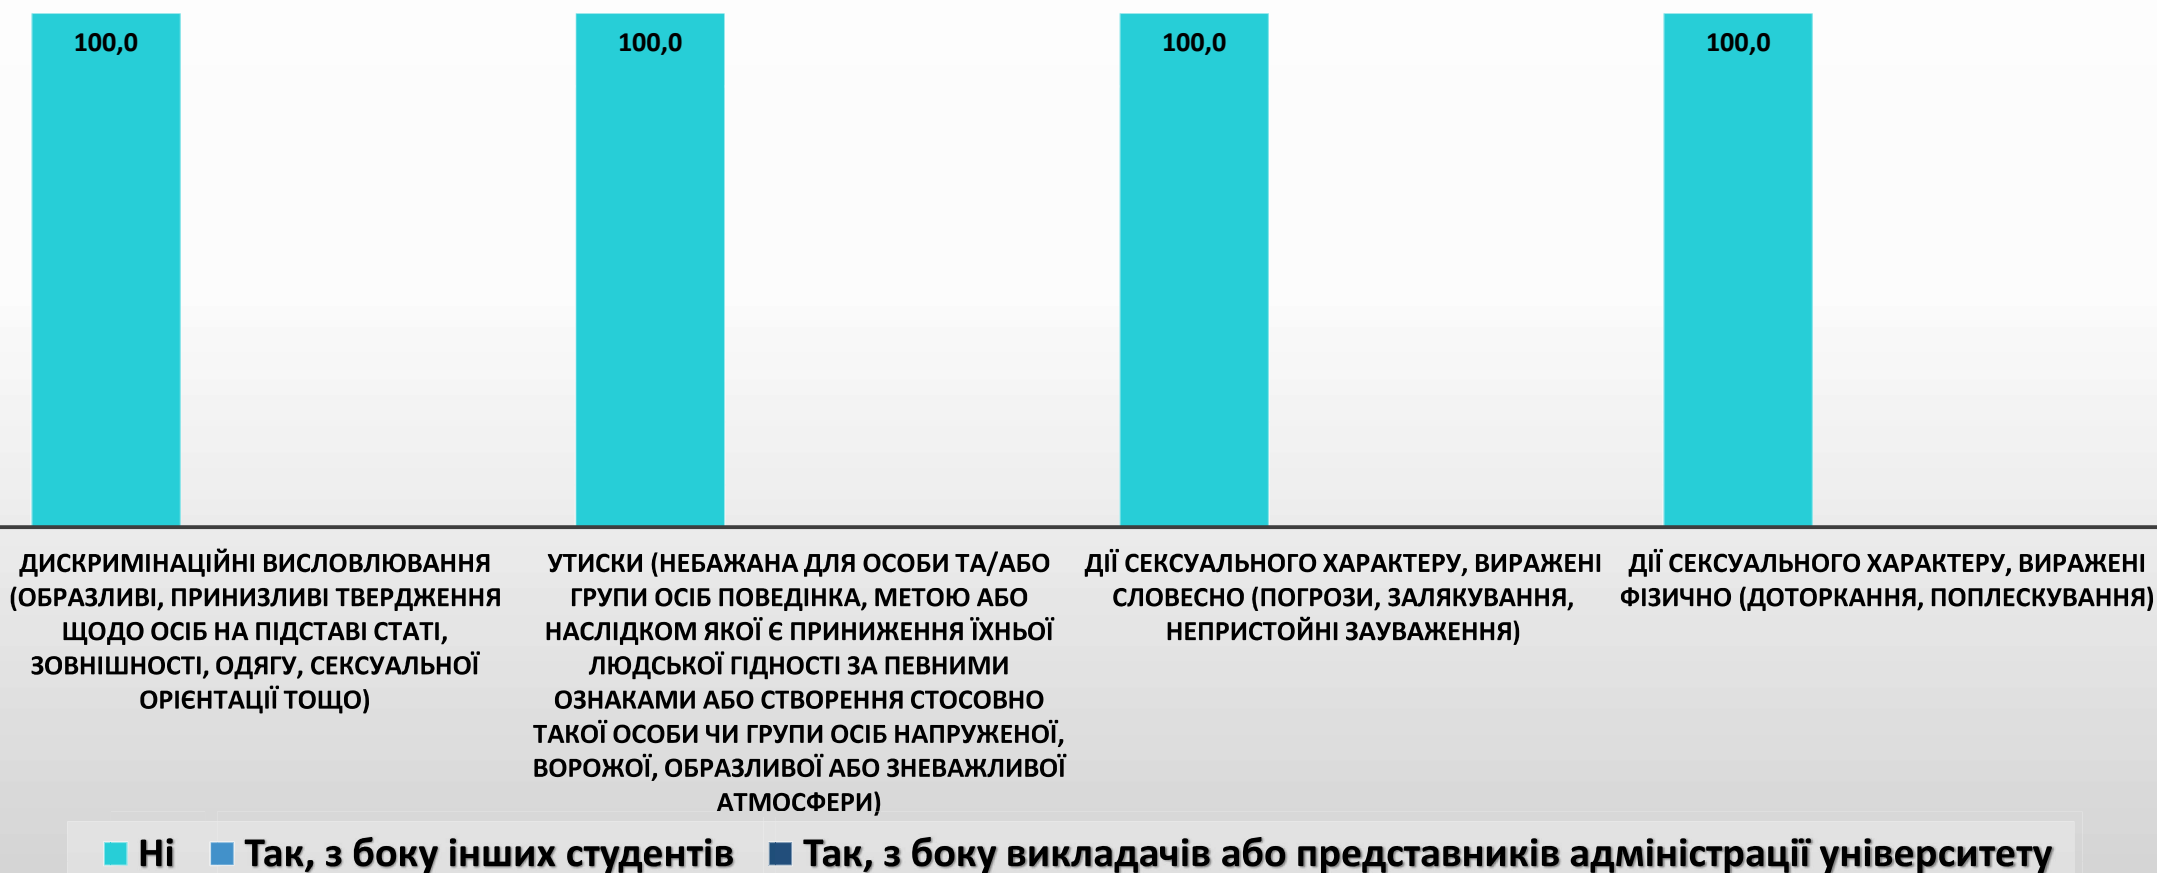 100,0
100,0
100,0
100,0
ДИСКРИМІНАЦІЙНІ ВИСЛОВЛЮВАННЯ
(ОБРАЗЛИВІ, ПРИНИЗЛИВІ ТВЕРДЖЕННЯ
ЩОДО ОСІБ НА ПІДСТАВІ СТАТІ,
ЗОВНІШНОСТІ, ОДЯГУ, СЕКСУАЛЬНОЇ
ОРІЄНТАЦІЇ ТОЩО)
УТИСКИ (НЕБАЖАНА ДЛЯ ОСОБИ ТА/АБО
ГРУПИ ОСІБ ПОВЕДІНКА, МЕТОЮ АБО
НАСЛІДКОМ ЯКОЇ Є ПРИНИЖЕННЯ ЇХНЬОЇ
ЛЮДСЬКОЇ ГІДНОСТІ ЗА ПЕВНИМИ
ОЗНАКАМИ АБО СТВОРЕННЯ СТОСОВНО
ТАКОЇ ОСОБИ ЧИ ГРУПИ ОСІБ НАПРУЖЕНОЇ,
ВОРОЖОЇ, ОБРАЗЛИВОЇ АБО ЗНЕВАЖЛИВОЇ
АТМОСФЕРИ)
ДІЇ СЕКСУАЛЬНОГО ХАРАКТЕРУ, ВИРАЖЕНІ
СЛОВЕСНО (ПОГРОЗИ, ЗАЛЯКУВАННЯ,
НЕПРИСТОЙНІ ЗАУВАЖЕННЯ)
ДІЇ СЕКСУАЛЬНОГО ХАРАКТЕРУ, ВИРАЖЕНІ
ФІЗИЧНО (ДОТОРКАННЯ, ПОПЛЕСКУВАННЯ)
Ні Так, з боку інших студентів Так, з боку викладачів або представників адміністрації університету